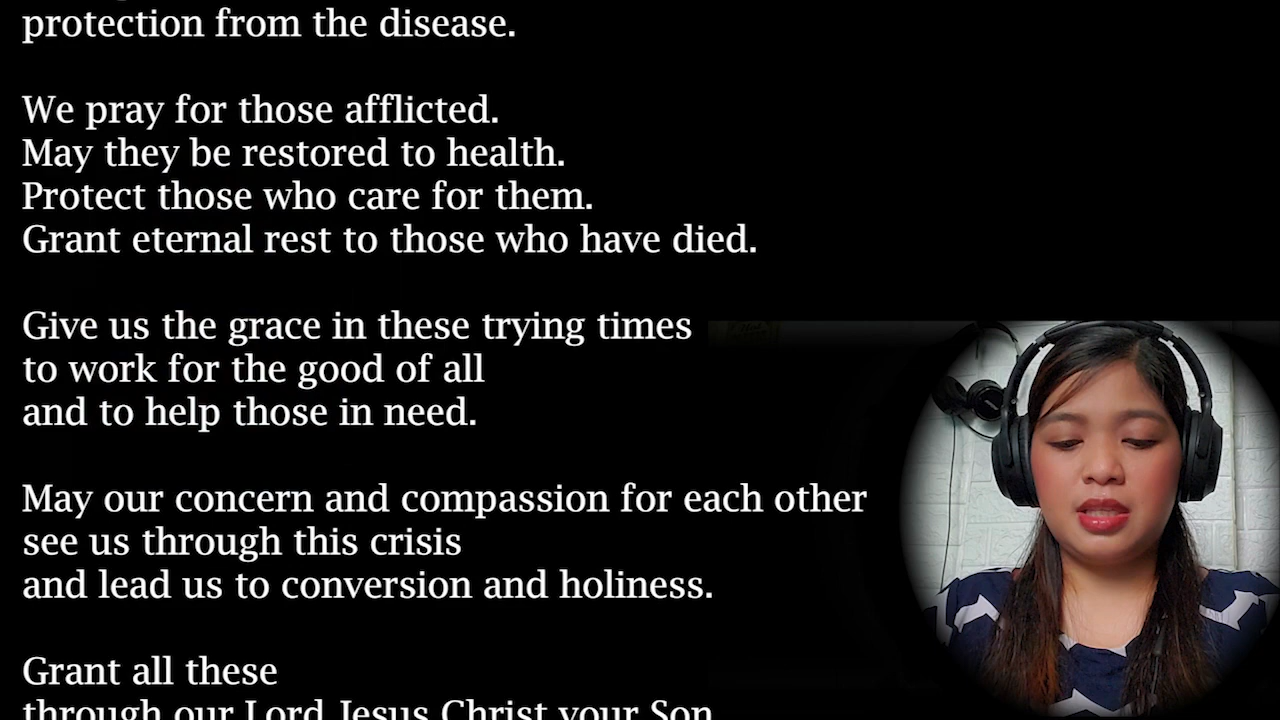 protection from the disease.
We pray for those afflicted.
May they be restored to health.
Protect those who care for them.
Grant eternal rest to those who have died.
Give us the grace in these trying times
to work for the good of all
and to help those in need.
May our concern and compassion for each other
see us through this crisis
and lead us to conversion and holiness.
Grant all these
through our Lord Jesus Christ your Son